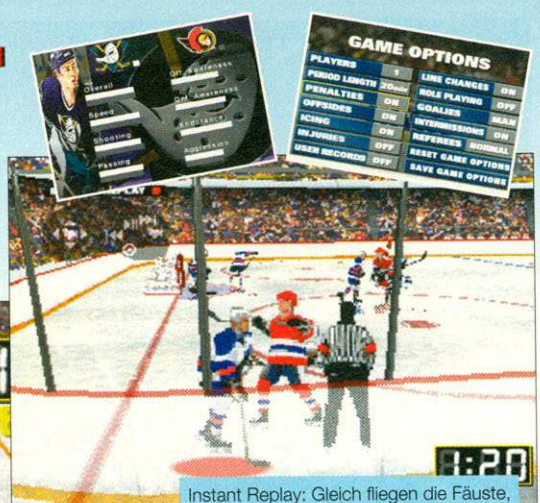 Overall
Speed
Shooting
Passing
Off Awareness
Def Awareness
Endurance
Aggression
GAME OPTIONS
PLAYERS 1
PERIOD LENGTH 20min
PENALTIES ON
OFFSIDES ON
ICING ON
INJURIES OFF
USER RECORDS OFF
LINE CHANGES ON
ROLE PLAYING OFF
GOALIES MAN
INTERMISSIONS ON
REFEREES NORMAL
RESET GAME OPTIONS
SAVE GAME OPTIONS
1:20
Instant Replay: Gleich fliegen die Fäuste,